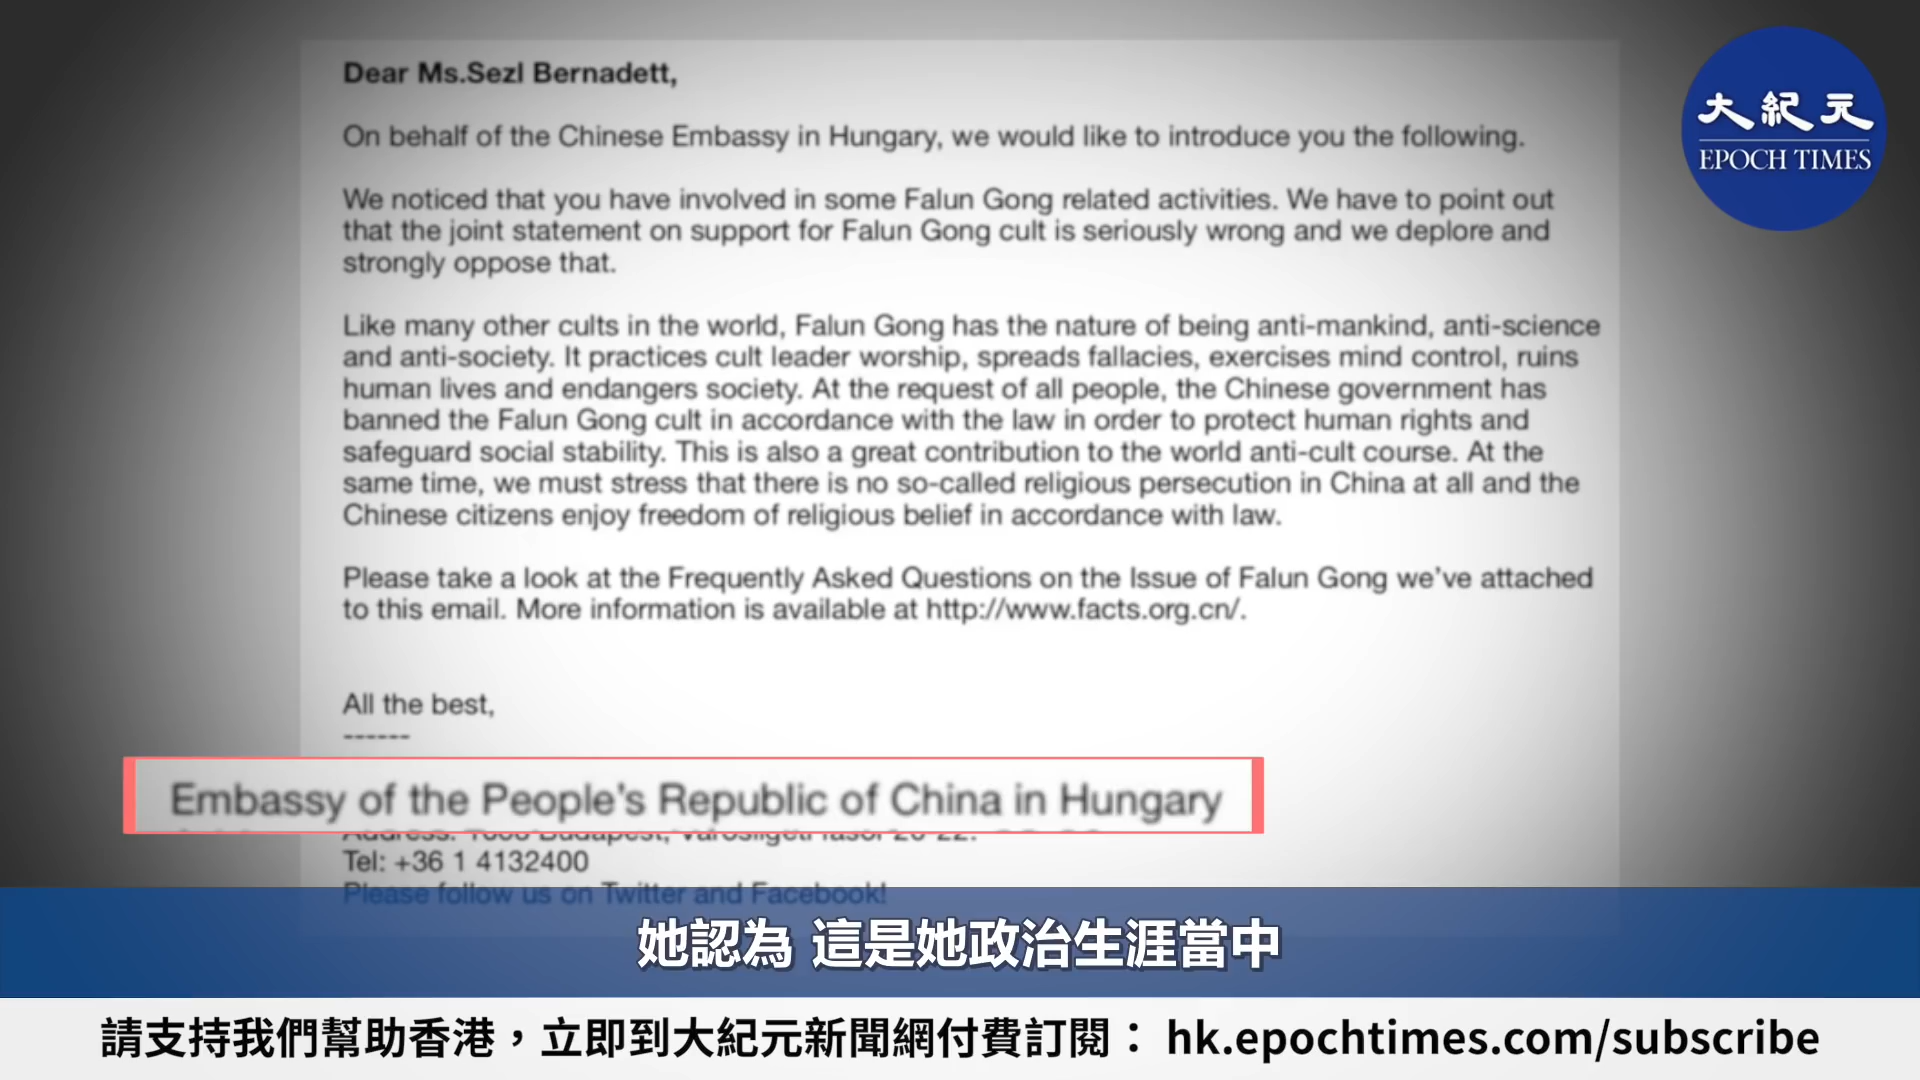 Dear Ms.Sezl Bernadett,
On behalf of the Chinese Embassy in Hungary, we would like to introduce you the following.
We noticed that you have involved in some Falun Gong related activities. We have to point out
that the joint statement on support for Falun Gong cult is seriously wrong and we deplore and
strongly oppose that.
Like many other cults in the world, Falun Gong has the nature of being anti-mankind, anti-science
and anti-society. It practices cult leader worship, spreads fallacies, exercises mind control, ruins
human lives and endangers society. At the request of all people, the Chinese government has
banned the Falun Gong cult in accordance with the law in order to protect human rights and
safeguard social stability. This is also a great contribution to the world anti-cult course. At the
same time, we must stress that there is no so-called religious persecution in China at all and the
Chinese citizens enjoy freedom of religious belief in accordance with law.
Please take a look at the Frequently Asked Questions on the Issue of Falun Gong we’ve attached
to this email. More information is available at http://www.facts.org.cn/.
All the best,
------
Embassy of the People’s Republic of China in Hungary
Tel: +36 1 4132400
Please follow us on Twitter and Facebook!
大紀元
EPOCH TIMES
她認為 這是她政治生涯當中
請支持我們幫助香港，立即到大紀元新聞網付費訂閱： hk.epochtimes.com/subscribe